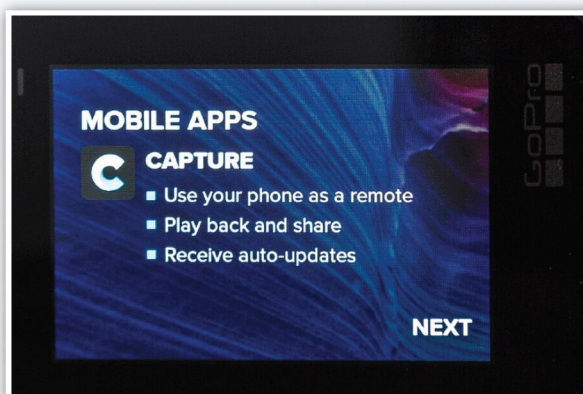 MOBILE APPS
C
CAPTURE
Use your phone as a remote
Play back and share
Receive auto-updates
NEXT
GoPro